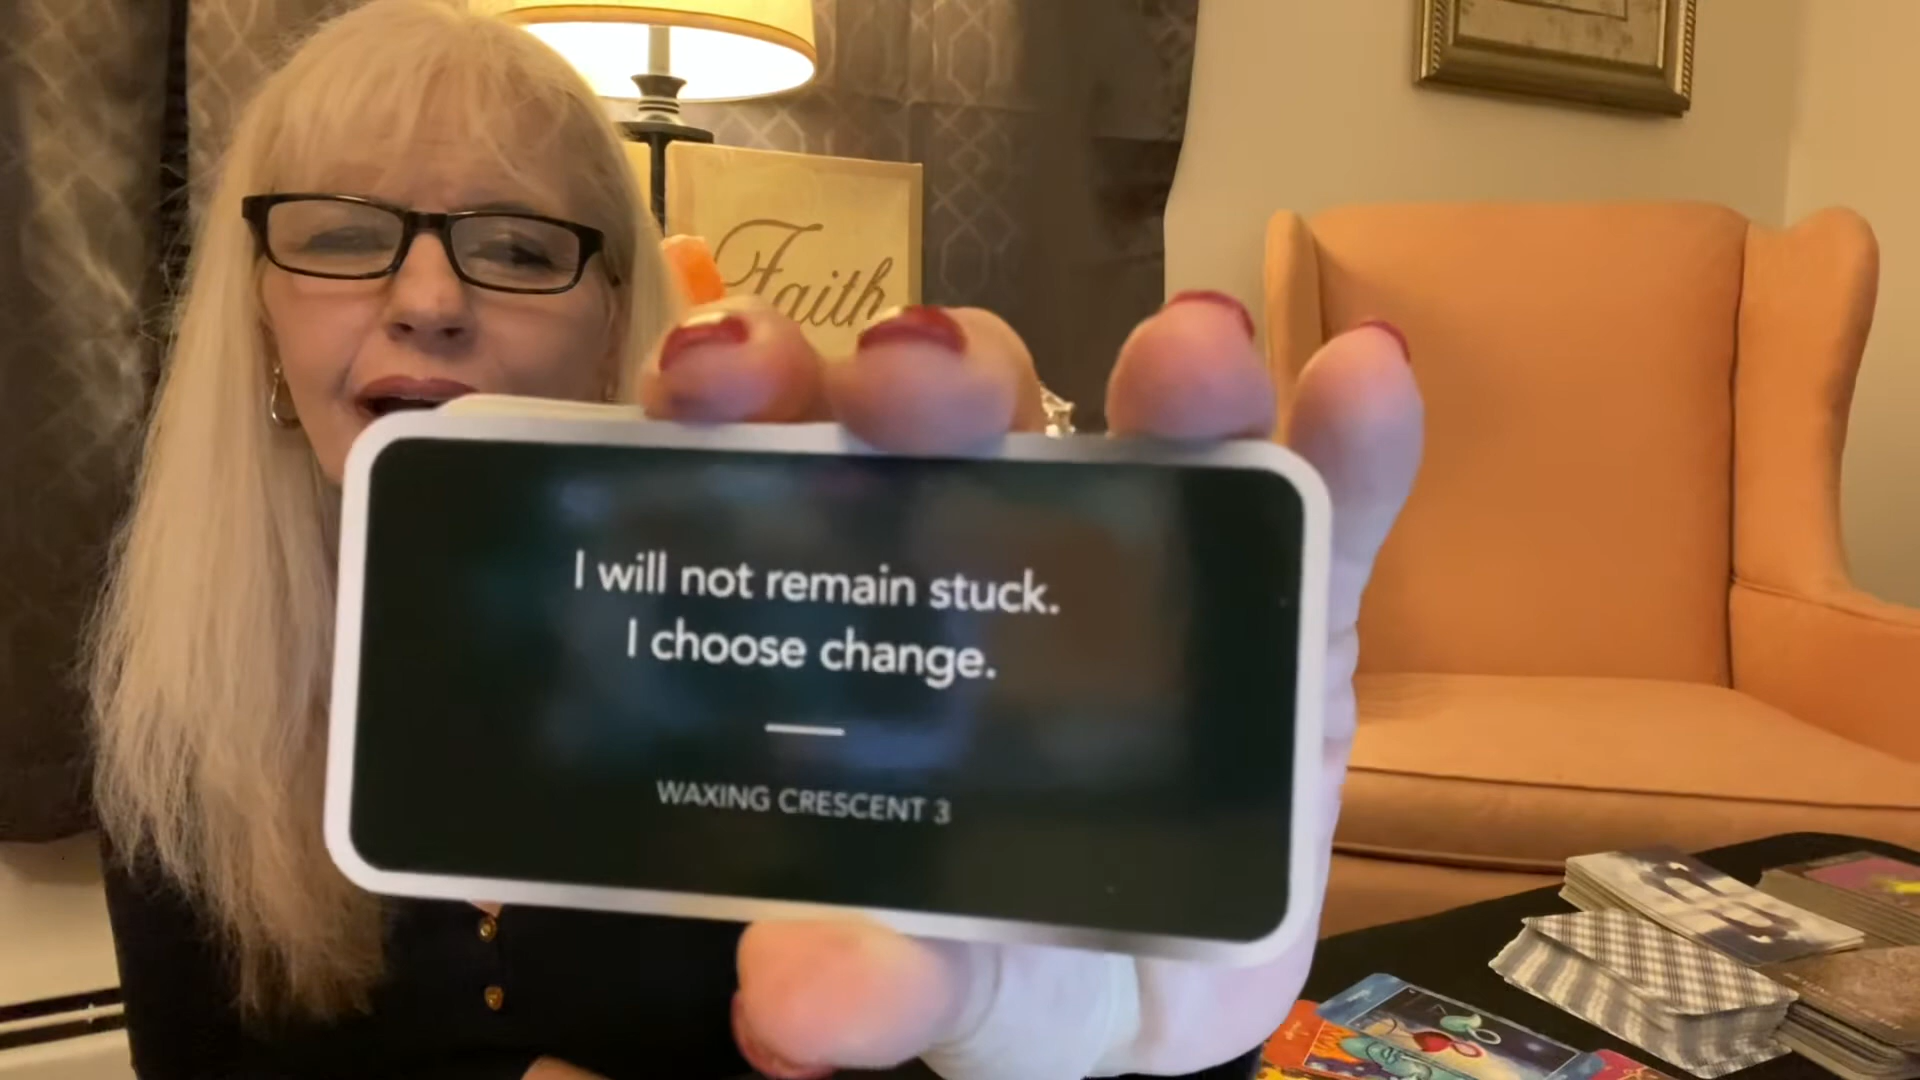 Faith
I will not remain stuck.
I choose change.
WAXING CRESCENT 3